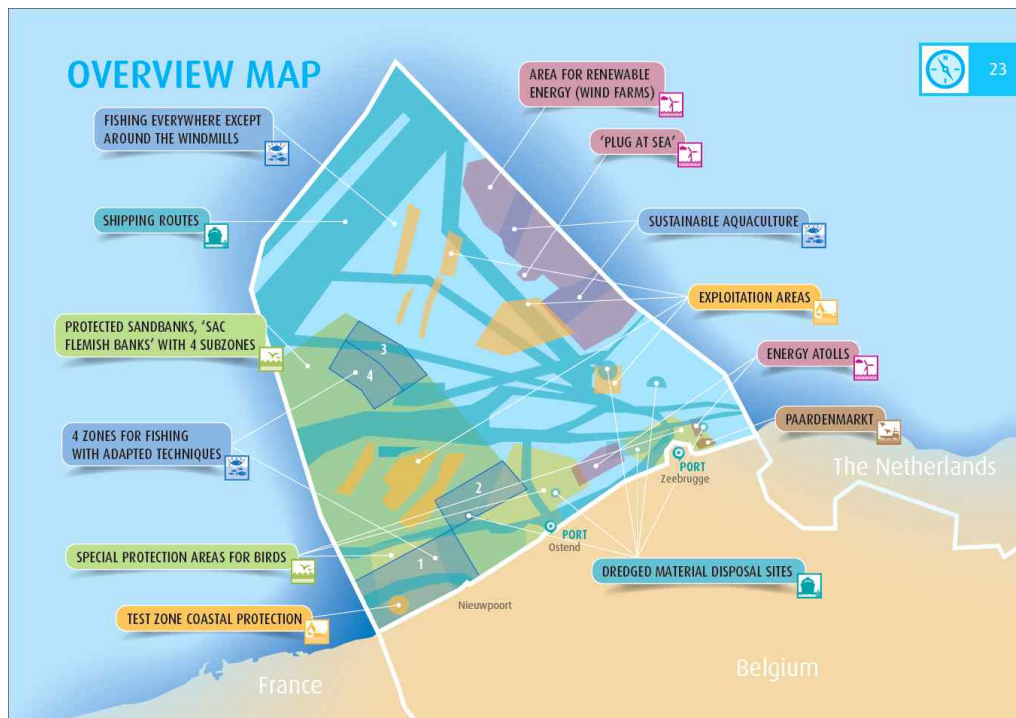 OVERVIEW MAP
23
N
AREA FOR RENEWABLE
ENERGY (WIND FARMS)
FISHING EVERYWHERE EXCEPT
AROUND THE WINDMILLS
‘PLUG AT SEA’
SHIPPING ROUTES
SUSTAINABLE AQUACULTURE
EXPLOITATION AREAS
PROTECTED SANDBANKS, ‘SAC
FLEMISH BANKS’ WITH 4 SUBZONES
3
4
ENERGY ATOLLS
PAARDENMARKT
4 ZONES FOR FISHING
WITH ADAPTED TECHNIQUES
The Netherlands
PORT
Zeebrugge
2
PORT
Ostend
SPECIAL PROTECTION AREAS FOR BIRDS
1
DREDGED MATERIAL DISPOSAL SITES
Nieuwpoort
TEST ZONE COASTAL PROTECTION
Belgium
France